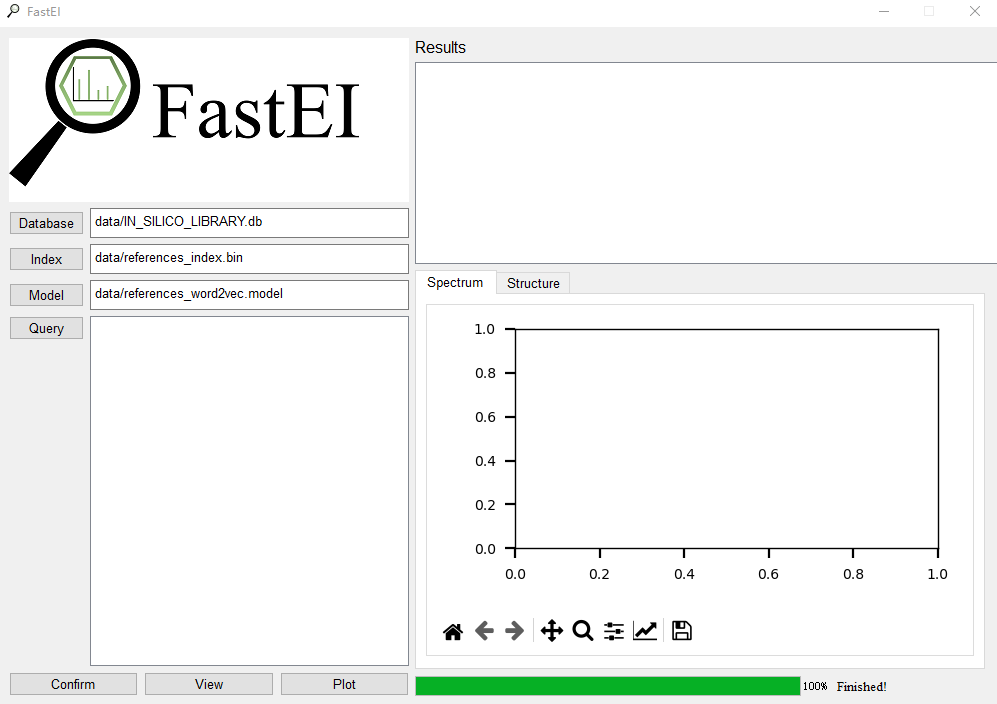 FastEI
FastEI
Database data/IN_SILICO_LIBRARY.db
Index data/references_index.bin
Model data/references_word2vec.model
Query
Confirm View Plot
Results
Spectrum Structure
1.0
0.8
0.6
0.4
0.2
0.0
0.0 0.2 0.4 0.6 0.8 1.0
100% Finished!